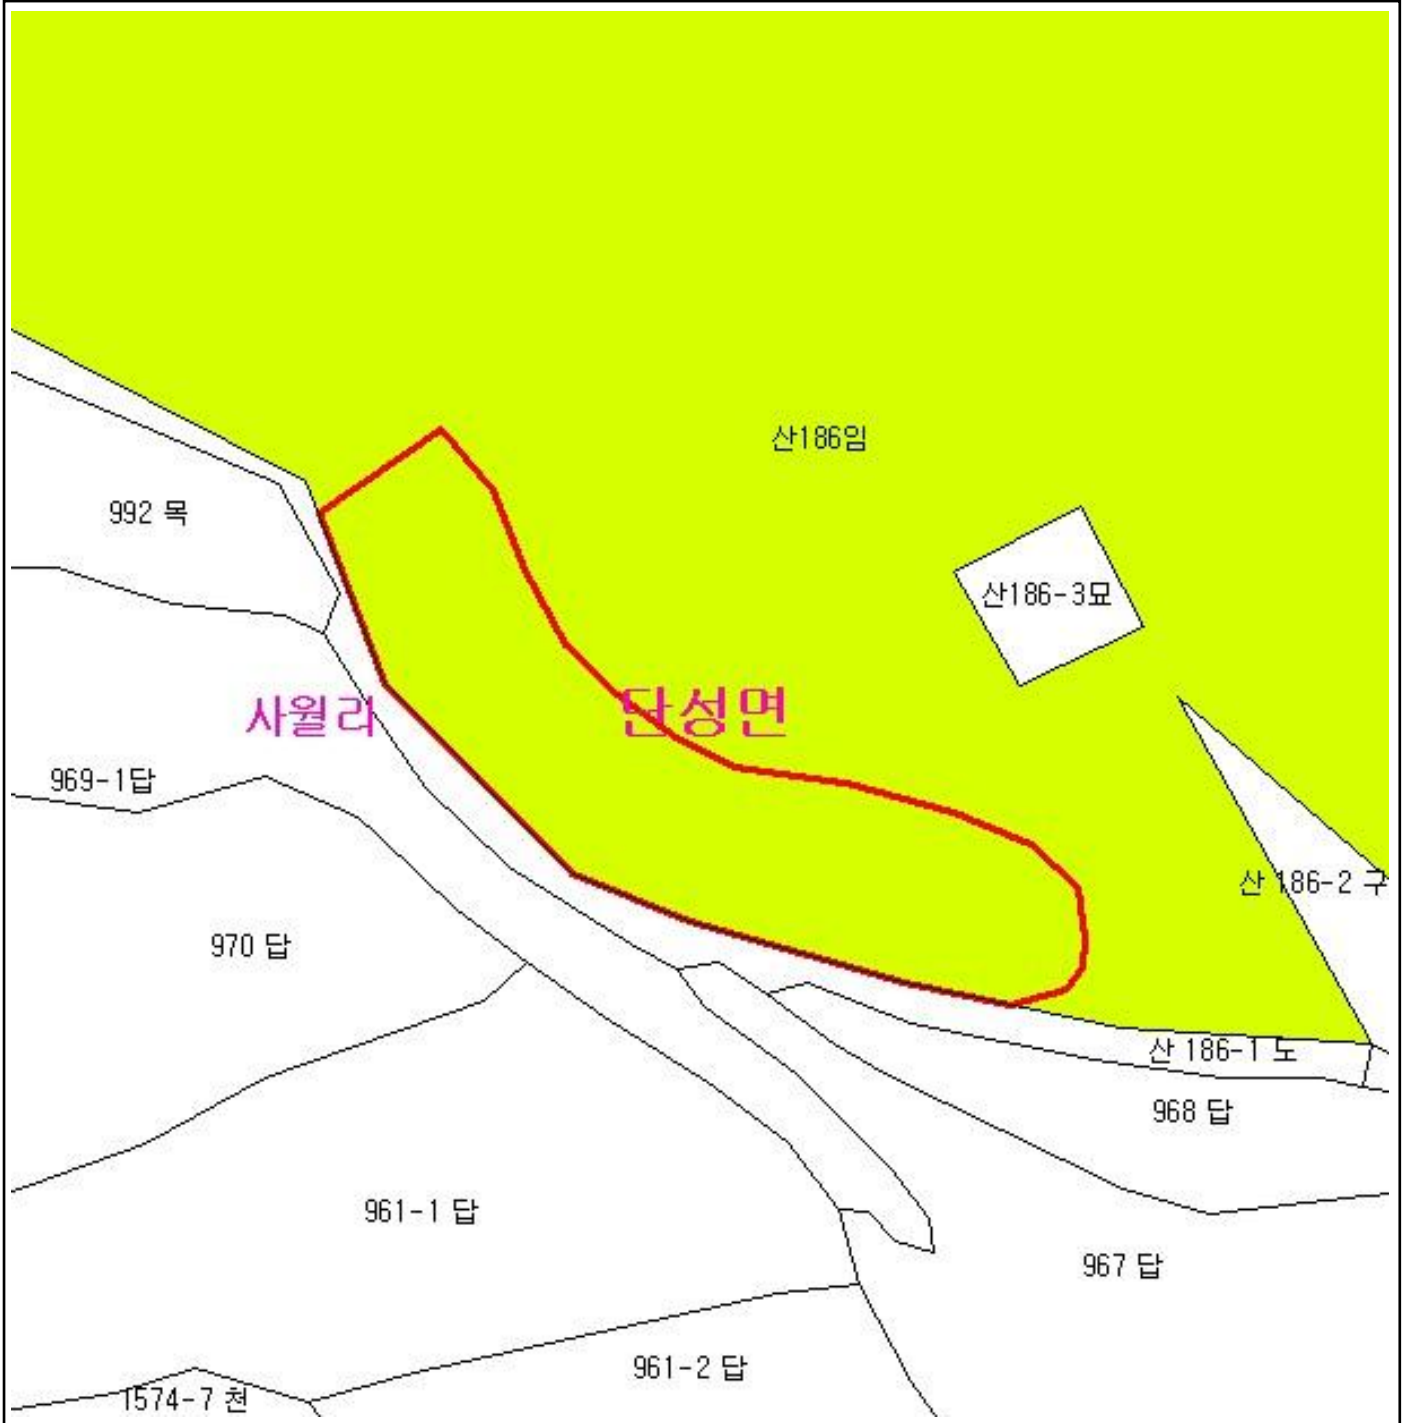 산186임
992 목
산186-3묘
사월리
단성면
969-1답
산 186-2 구
970 답
산 186-1 도
968 답
961-1 답
967 답
961-2 답
1574-7 천